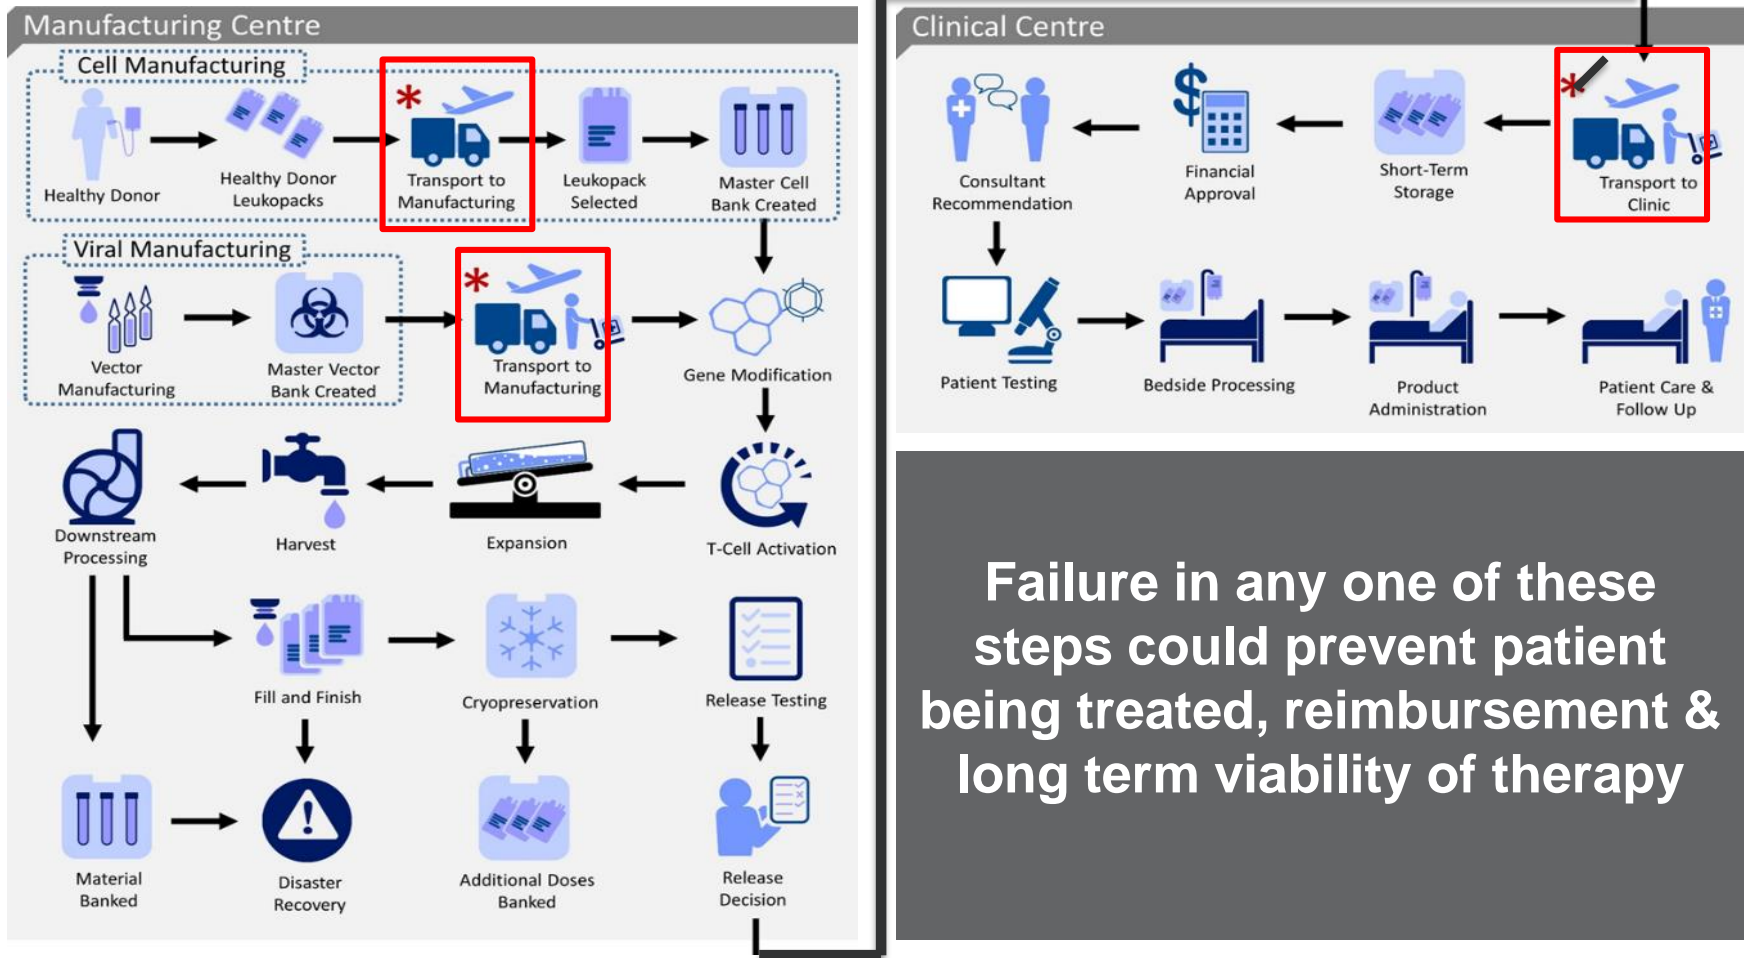 Manufacturing Centre
Cell Manufacturing
*
Healthy Donor
Healthy Donor
Leukopacks
Transport to
Manufacturing
Leukopack
Selected
Master Cell
Bank Created
Viral Manufacturing
*
Vector
Manufacturing
Master Vector
Bank Created
Transport to
Manufacturing
Gene Modification
Downstream
Processing
Harvest
Expansion
T-Cell Activation
Fill and Finish
Cryopreservation
Release Testing
Material
Banked
Disaster
Recovery
Additional Doses
Banked
Release
Decision
Clinical Centre
*
Consultant
Recommendation
$
Financial
Approval
Short-Term
Storage
Transport to
Clinic
Patient Testing
Bedside Processing
Product
Administration
Patient Care &
Follow Up
Failure in any one of these
steps could prevent patient
being treated, reimbursement &
long term viability of therapy